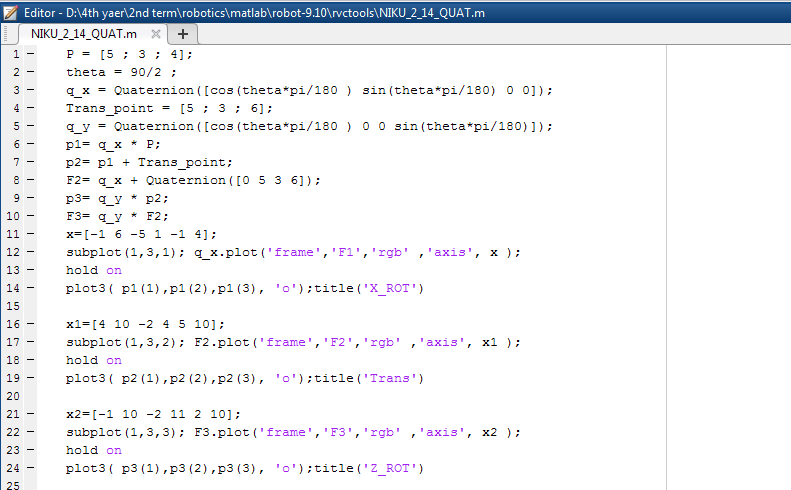 Editor - D:\4th yaer\2nd term\robotics\matlab\robot-9.10\rvctools\NIKU_2_14_QUAT.m
NIKU_2_14_QUAT.m × +
1 - P = [5 ; 3 ; 4];
2 - theta = 90/2 ;
3 - q_x = Quaternion([cos(theta*pi/180 ) sin(theta*pi/180) 0 0]);
4 - Trans_point = [5 ; 3 ; 6];
5 - q_y = Quaternion([cos(theta*pi/180 ) 0 0 sin(theta*pi/180)]);
6 - p1= q_x * P;
7 - p2= p1 + Trans_point;
8 - F2= q_x + Quaternion([0 5 3 6]);
9 - p3= q_y * p2;
10 - F3= q_y * F2;
11 - x=[-1 6 -5 1 -1 4];
12 - subplot(1,3,1); q_x.plot('frame','F1','rgb' ,'axis', x );
13 - hold on
14 - plot3( p1(1),p1(2),p1(3), 'o');title('X_ROT')
15
16 - x1=[4 10 -2 4 5 10];
17 - subplot(1,3,2); F2.plot('frame','F2','rgb' ,'axis', x1 );
18 - hold on
19 - plot3( p2(1),p2(2),p2(3), 'o');title('Trans')
20
21 - x2=[-1 10 -2 11 2 10];
22 - subplot(1,3,3); F3.plot('frame','F3','rgb' ,'axis', x2 );
23 - hold on
24 - plot3( p3(1),p3(2),p3(3), 'o');title('Z_ROT')
25